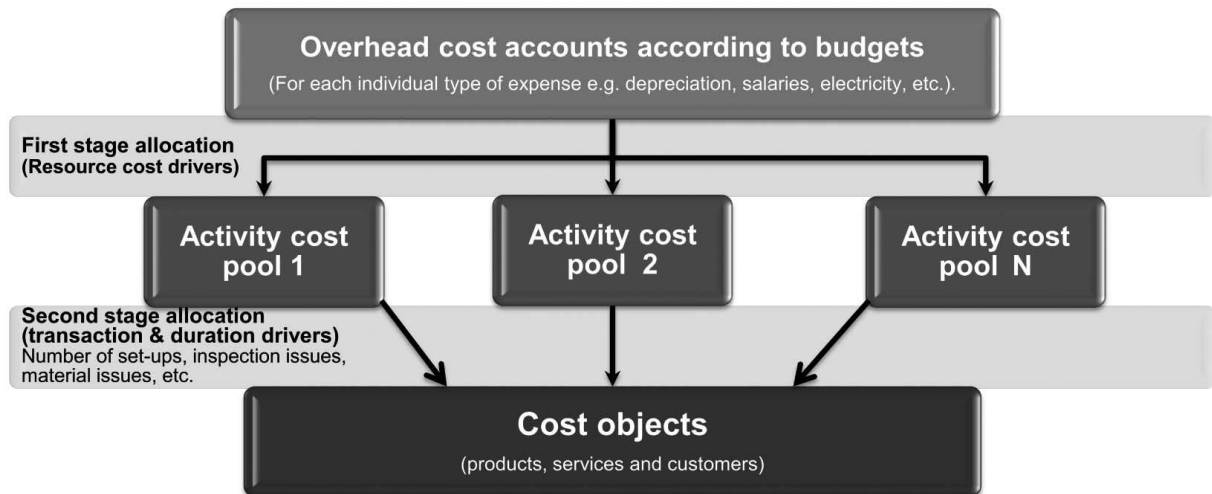 Overhead cost accounts according to budgets
(For each individual type of expense e.g. depreciation, salaries, electricity, etc.).
First stage allocation
(Resource cost drivers)
Activity cost
pool 1
Activity cost
pool 2
Activity cost
pool N
Second stage allocation
(transaction & duration drivers)
Number of set-ups, inspection issues,
material issues, etc.
Cost objects
(products, services and customers)